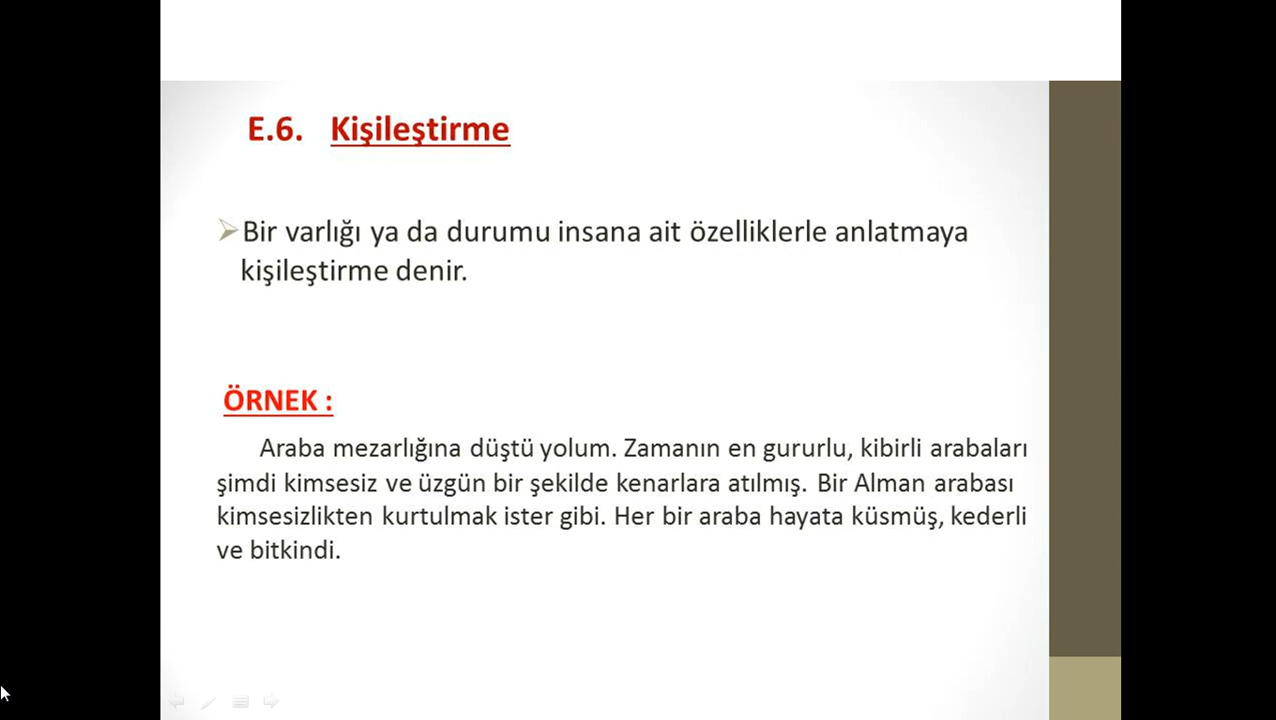 E.6. Kişileştirme
Bir varlığı ya da durumu insana ait özelliklerle anlatmaya
kişileştirme denir.
ÖRNEK :
Araba mezarlığına düştü yolum. Zamanın en gururlu, kibirli arabaları
şimdi kimsesiz ve üzgün bir şekilde kenarlara atılmış. Bir Alman arabası
kimsesizlikten kurtulmak ister gibi. Her bir araba hayata küsmüş, kederli
ve bitkindi.